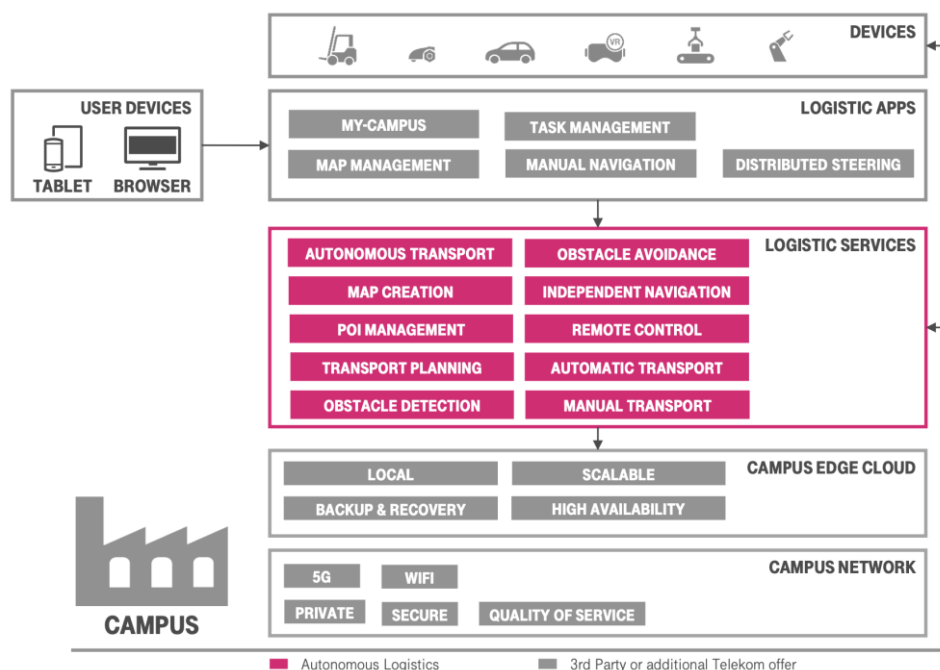 DEVICES
VR
USER DEVICES
TABLET
BROWSER
LOGISTIC APPS
MY-CAMPUS
TASK MANAGEMENT
MAP MANAGEMENT
MANUAL NAVIGATION
DISTRIBUTED STEERING
LOGISTIC SERVICES
AUTONOMOUS TRANSPORT
OBSTACLE AVOIDANCE
MAP CREATION
INDEPENDENT NAVIGATION
POI MANAGEMENT
REMOTE CONTROL
TRANSPORT PLANNING
AUTOMATIC TRANSPORT
OBSTACLE DETECTION
MANUAL TRANSPORT
CAMPUS EDGE CLOUD
LOCAL
SCALABLE
BACKUP & RECOVERY
HIGH AVAILABILITY
CAMPUS NETWORK
5G
WIFI
PRIVATE
SECURE
QUALITY OF SERVICE
CAMPUS
Autonomous Logistics
3rd Party or additional Telekom offer